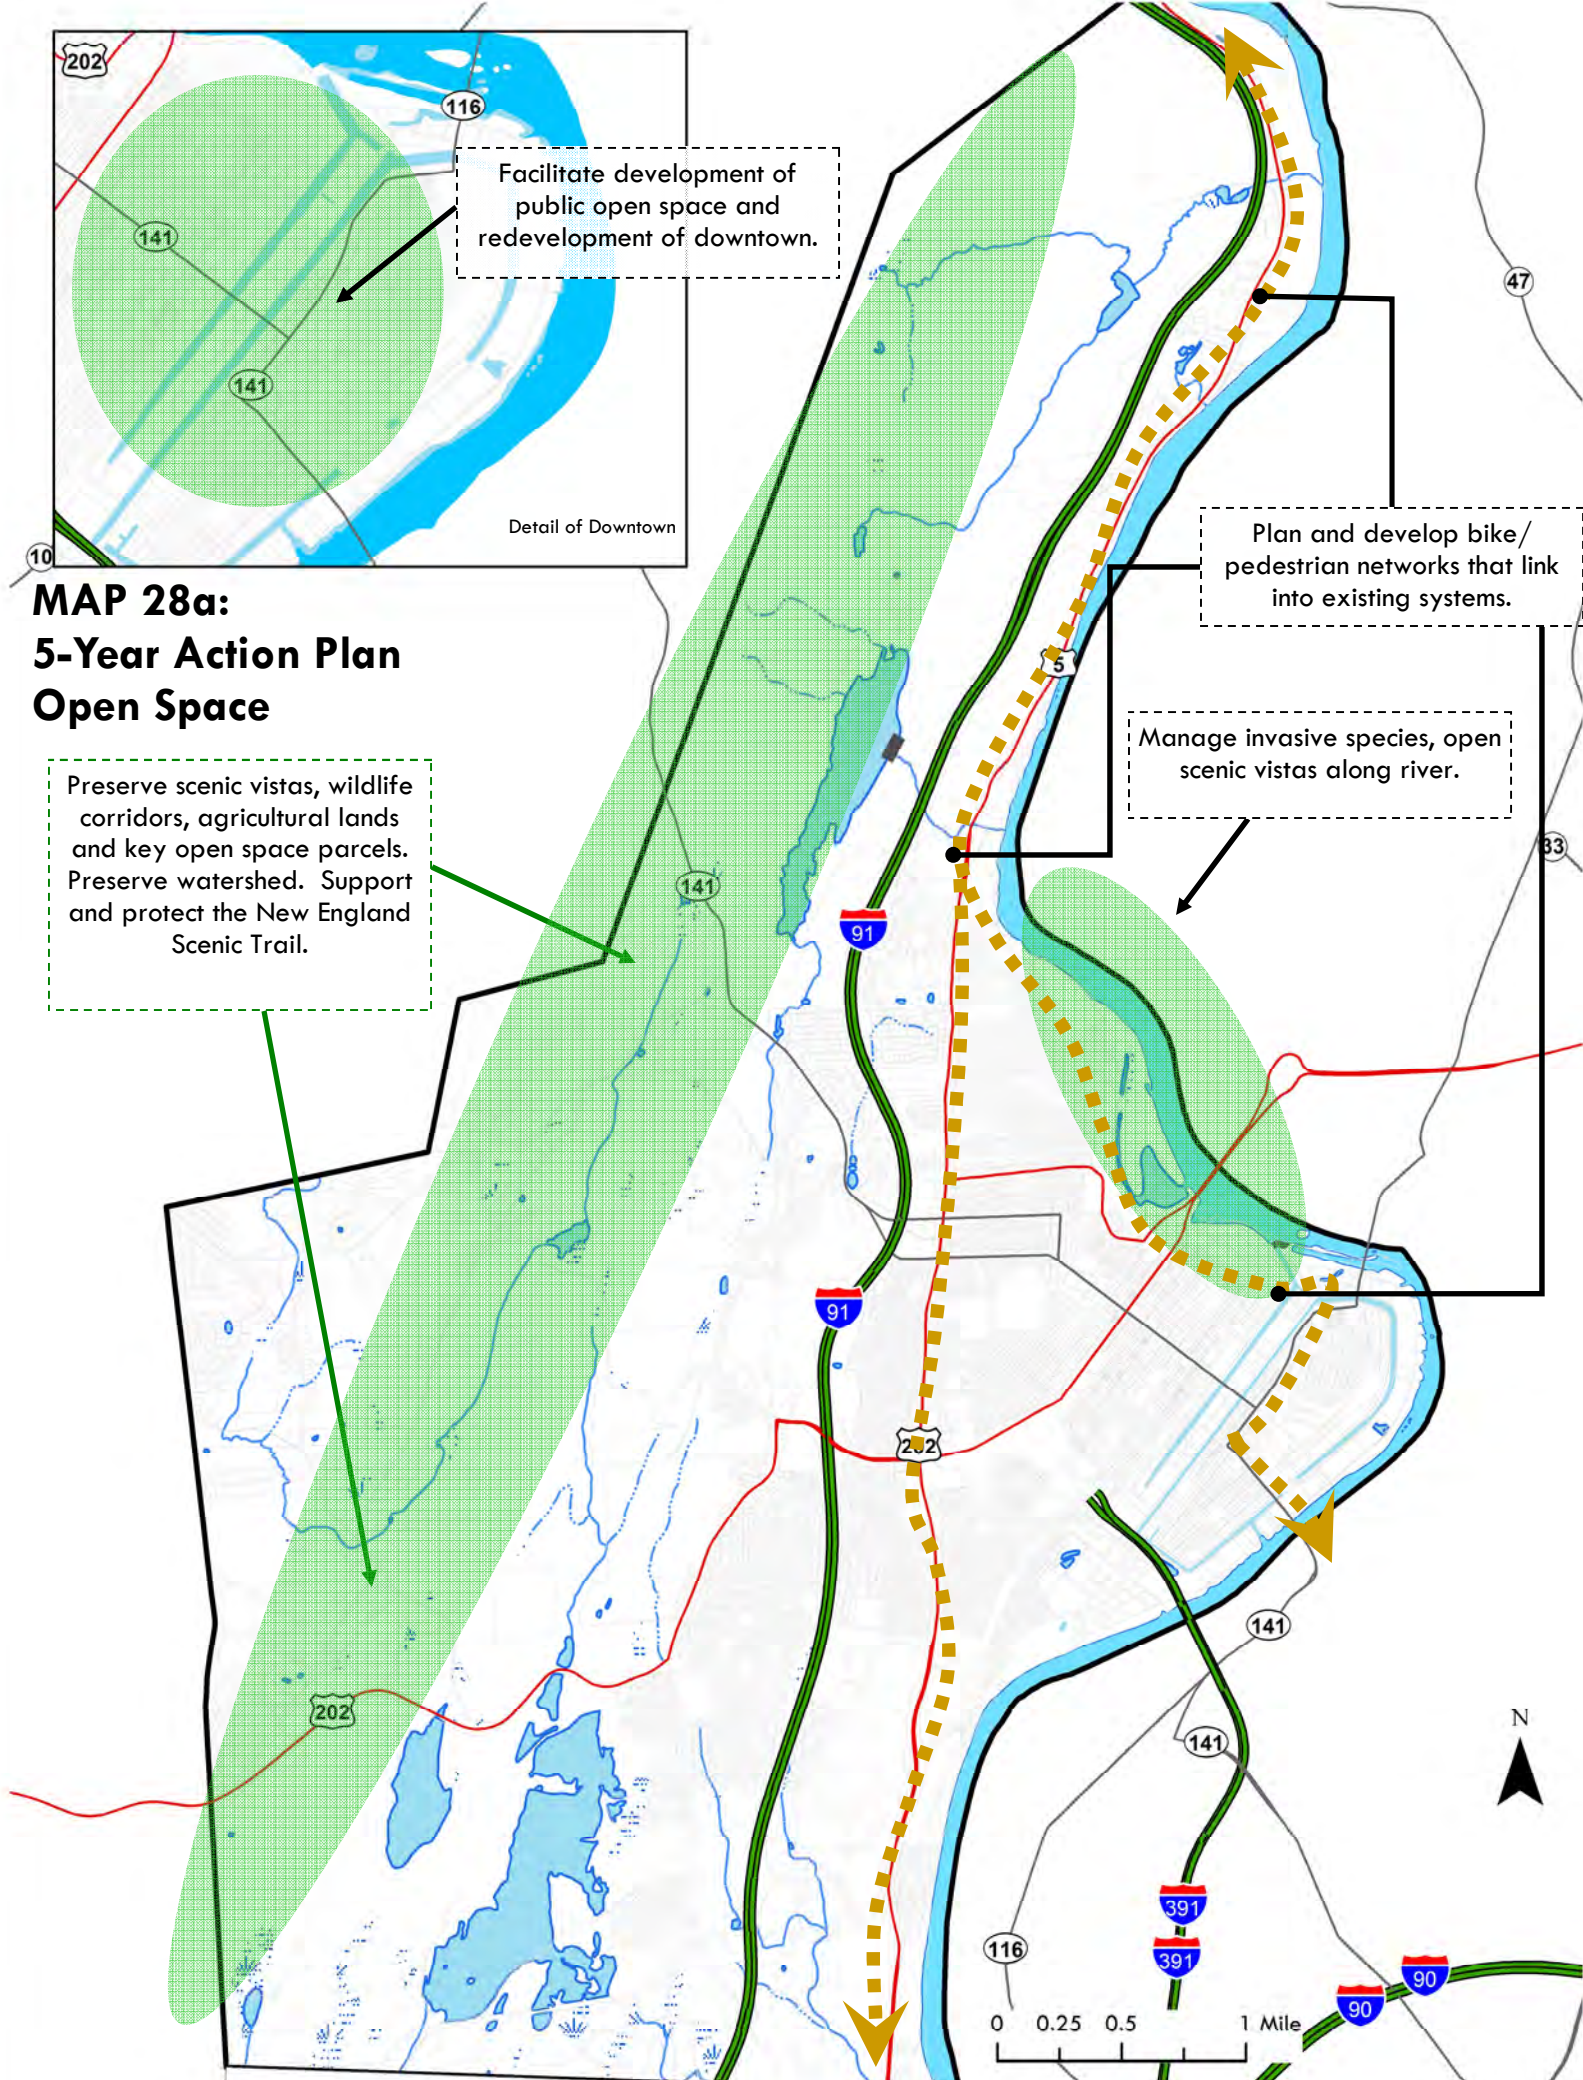 202
116
141
141
10
Detail of Downtown
Facilitate development of
public open space and
redevelopment of downtown.
MAP 28a:
5-Year Action Plan
Open Space
Preserve scenic vistas, wildlife
corridors, agricultural lands
and key open space parcels.
Preserve watershed. Support
and protect the New England
Scenic Trail.
47
Plan and develop bike/
pedestrian networks that link
into existing systems.
5
Manage invasive species, open
scenic vistas along river.
33
141
91
91
202
141
202
141
N
391
116
391
90
90
0 0.25 0.5 1 Mile